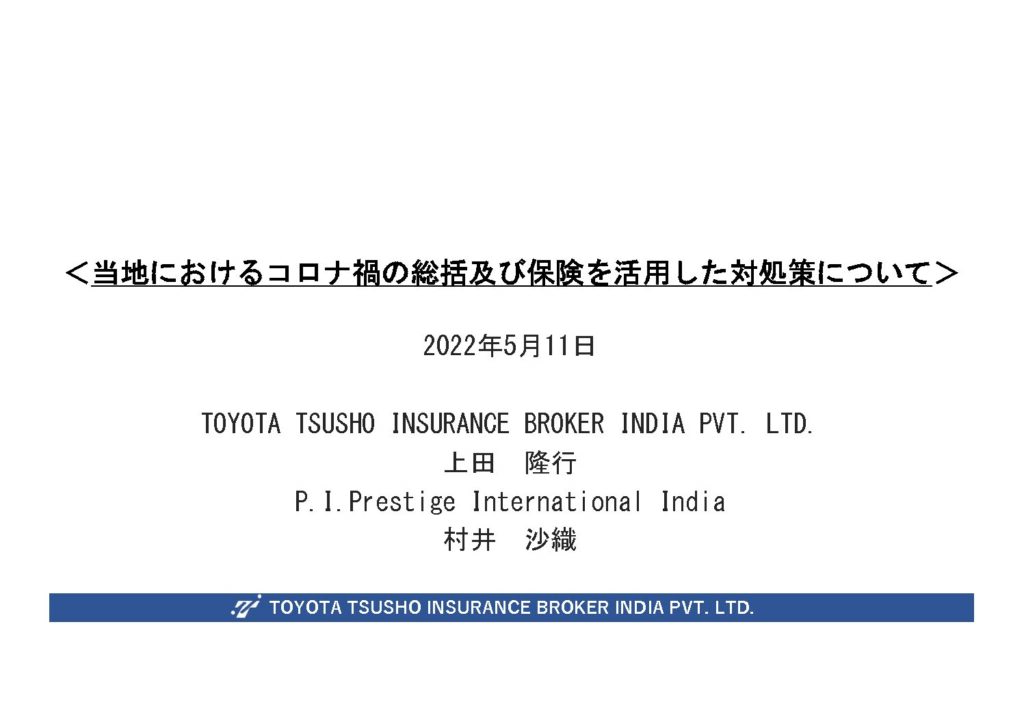 ＜当地におけるコロナ禍の総括及び保険を活用した対処策について＞
2022年5月11日
TOYOTA TSUSHO INSURANCE BROKER INDIA PVT. LTD.
上田　隆行
P.I.Prestige International India
村井　沙織
TOYOTA TSUSHO INSURANCE BROKER INDIA PVT. LTD.